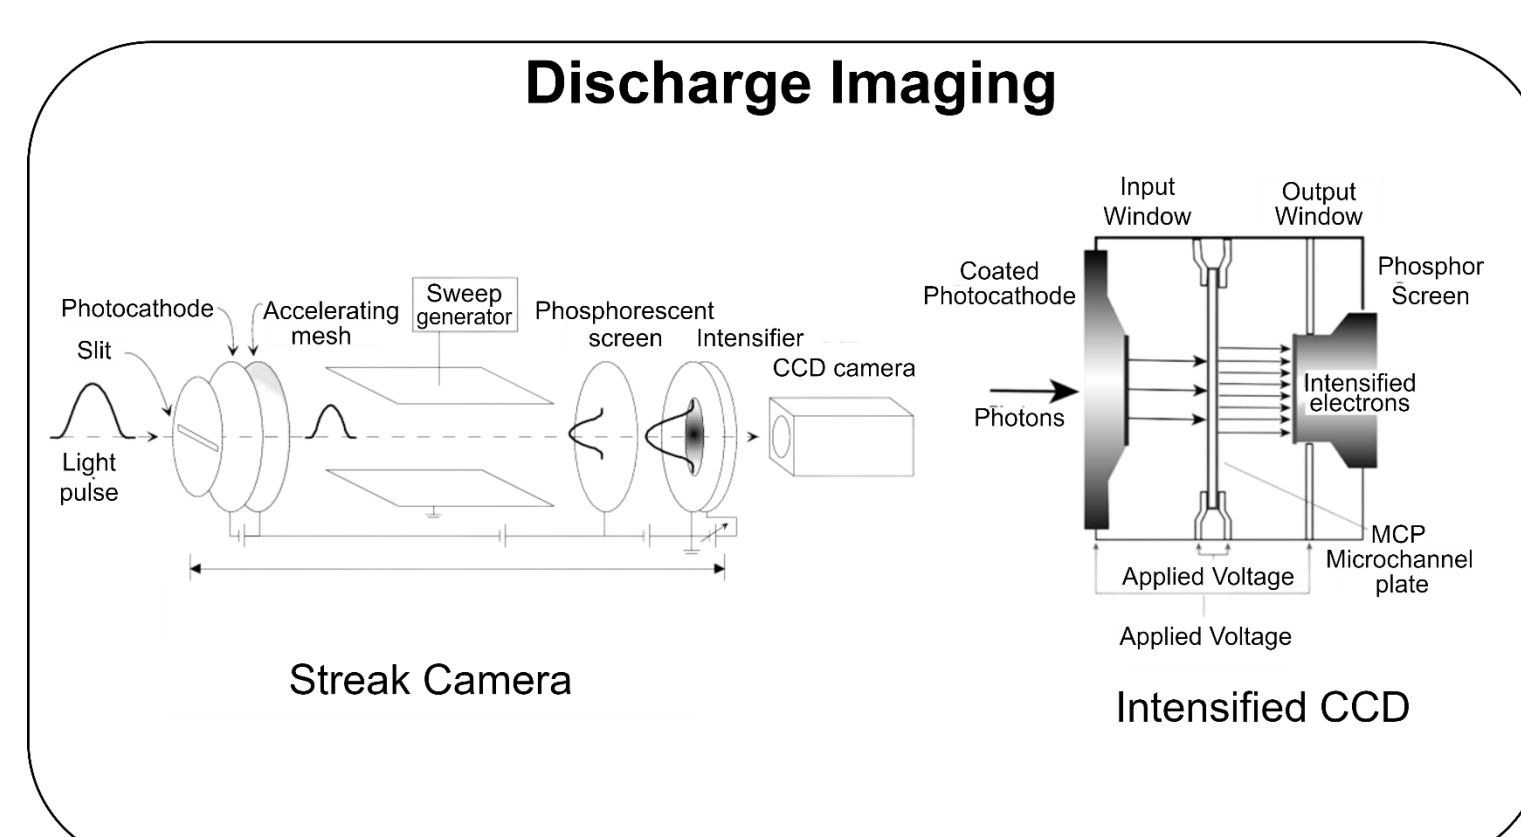 Discharge Imaging
Photocathode
Accelerating
mesh
Slit
Sweep
generator
Phosphorescent
screen
Intensifier
CCD camera
Light
pulse
Streak Camera
Input
Window
Output
Window
Coated
Photocathode
Phosphor
Screen
Photons
Intensified
electrons
MCP
Microchannel
plate
Applied Voltage
Applied Voltage
Intensified CCD